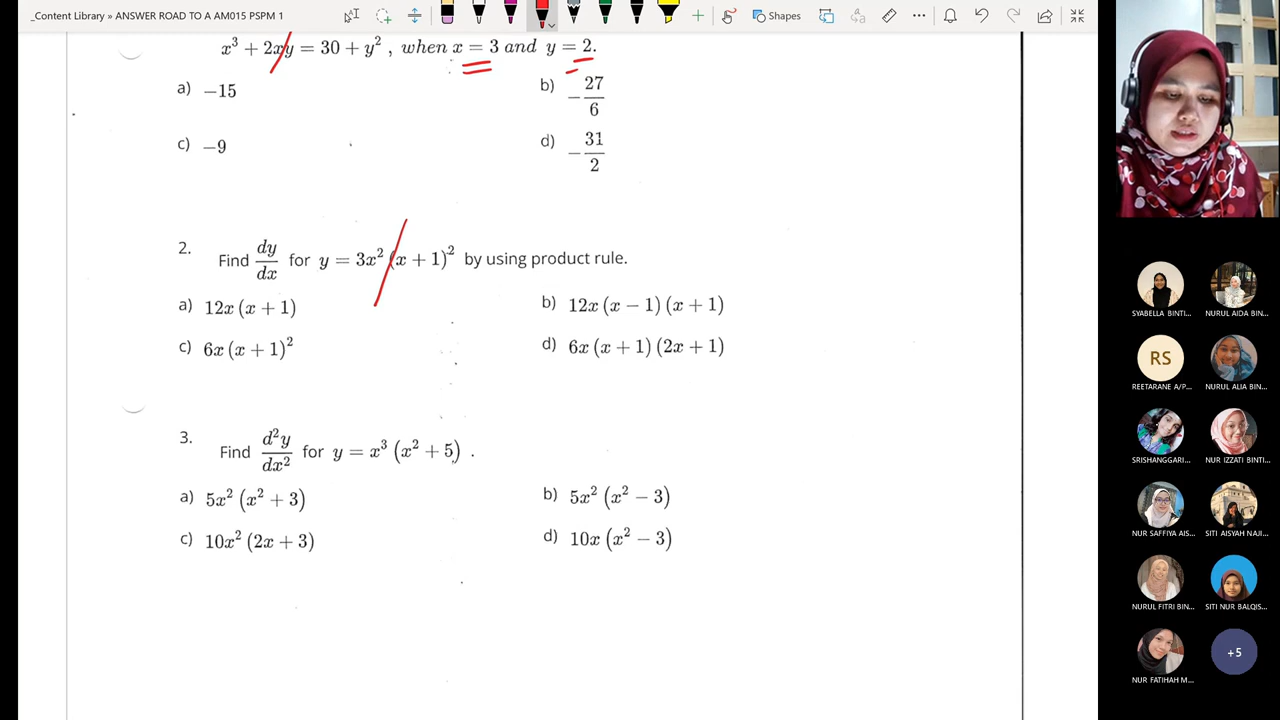 _Content Library » ANSWER ROAD TO A AM015 PSPM 1
Shapes
x³ + 2xy = 30 + y² , when x = 3 and y = 2.
a) −15
b) −27/6
c) −9
d) −31/2
2. Find dy/dx for y = 3x² (x + 1)² by using product rule.
a) 12x (x + 1)
b) 12x (x − 1) (x + 1)
c) 6x (x + 1)²
d) 6x (x + 1) (2x + 1)
3. Find d²y/dx² for y = x³ (x² + 5) .
a) 5x² (x² + 3)
b) 5x² (x² − 3)
c) 10x² (2x + 3)
d) 10x (x² − 3)
SYABELLA BINTI...
NURUL AIDA BIN...
RS
REETARANE A/P...
NURUL ALIA BIN...
SRISHANGGARI...
NUR IZZATI BINTI...
NUR SAFFIYA AIS...
SITI AISYAH NAJI...
NURUL FITRI BIN...
SITI NUR BALQIS...
NUR FATIHAH M...
+5